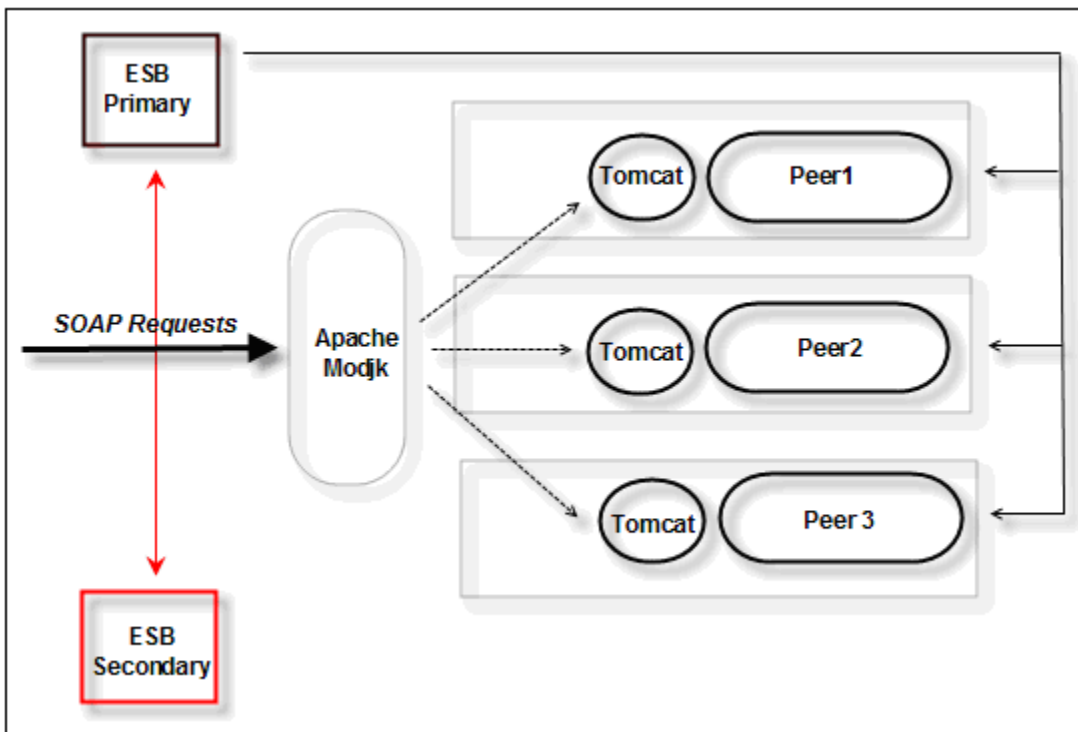 ESB
Primary
Tomcat
Peer1
SOAP Requests
Apache
Modjk
Tomcat
Peer2
Tomcat
Peer 3
ESB
Secondary